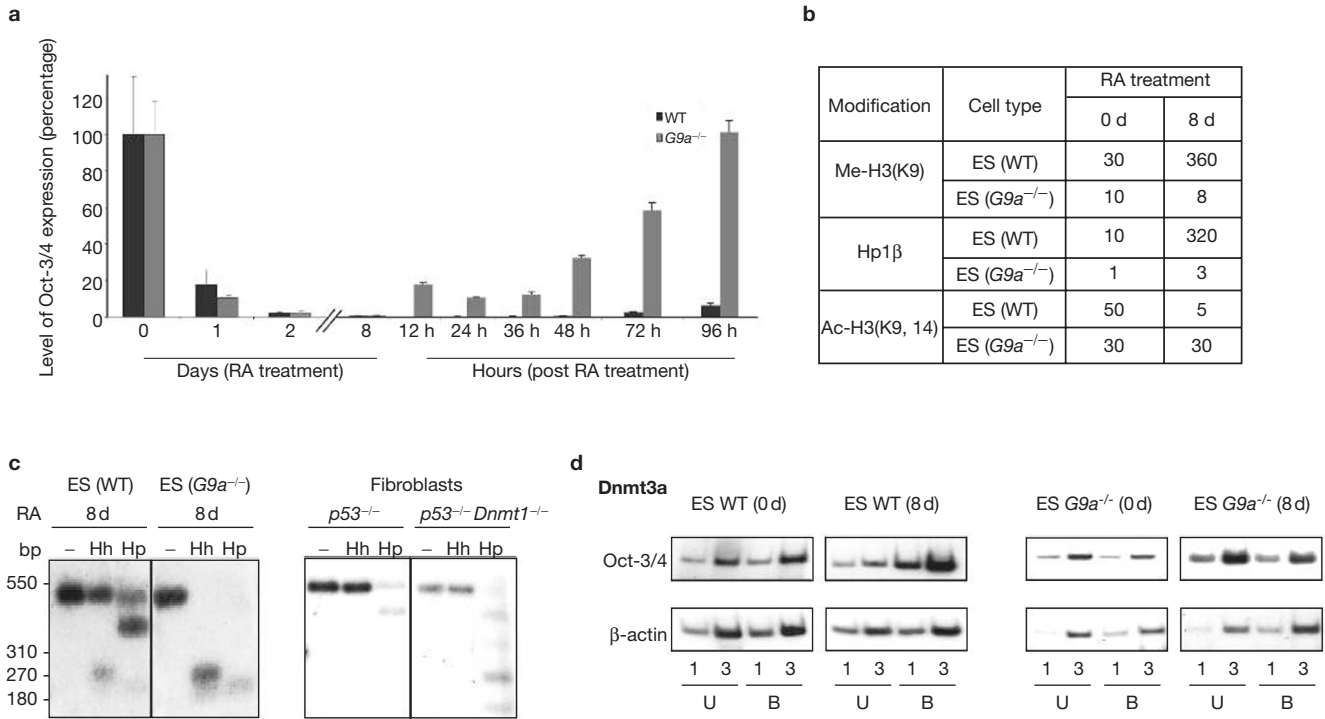 a
Level of Oct-3/4 expression (percentage)
120
100
80
60
40
20
0
WT
G9a−/−
0 1 2 8 12 h 24 h 36 h 48 h 72 h 96 h
Days (RA treatment) Hours (post RA treatment)
b
Modification Cell type RA treatment
0 d 8 d
Me-H3(K9) ES (WT) 30 360
ES (G9a−/−) 10 8
Hp1β ES (WT) 10 320
ES (G9a−/−) 1 3
Ac-H3(K9, 14) ES (WT) 50 5
ES (G9a−/−) 30 30
c
ES (WT) ES (G9a−/−) Fibroblasts
RA 8 d 8 d p53−/− p53−/− Dnmt1−/−
bp – Hh Hp – Hh Hp – Hh Hp – Hh Hp
550
310
270
180
d
Dnmt3a
ES WT (0 d) ES WT (8 d) ES G9a-/- (0 d) ES G9a-/- (8 d)
Oct-3/4
β-actin
1 3 1 3 1 3 1 3 1 3 1 3 1 3 1 3
U B U B U B U B